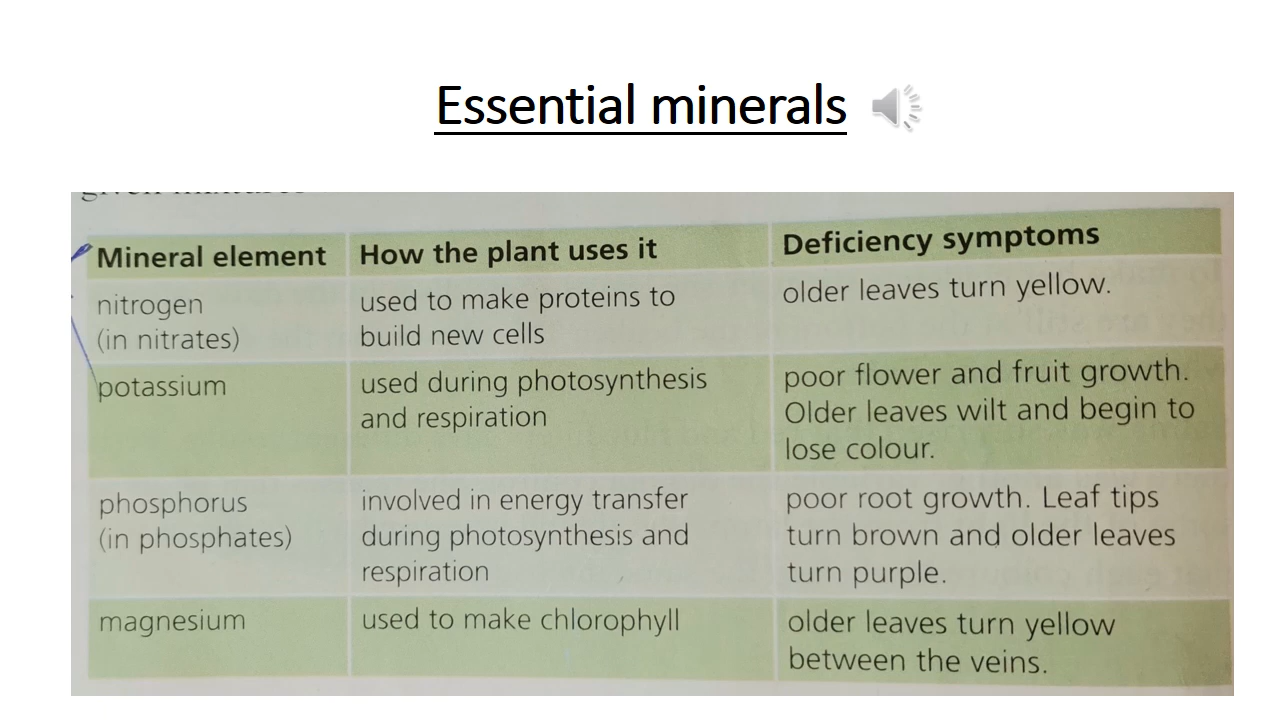 Essential minerals
Mineral element How the plant uses it Deficiency symptoms
nitrogen
(in nitrates)
used to make proteins to
build new cells
older leaves turn yellow.
potassium
used during photosynthesis
and respiration
poor flower and fruit growth.
Older leaves wilt and begin to
lose colour.
phosphorus
(in phosphates)
involved in energy transfer
during photosynthesis and
respiration
poor root growth. Leaf tips
turn brown and older leaves
turn purple.
magnesium
used to make chlorophyll
older leaves turn yellow
between the veins.